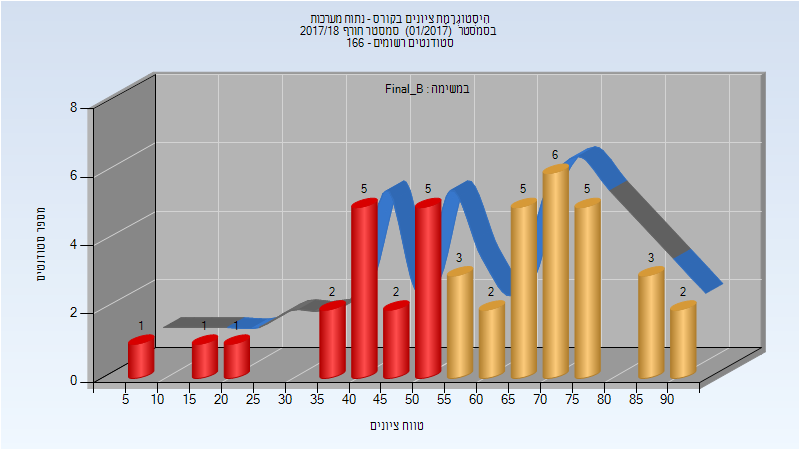 היסטוגרמת ציונים בקורס - נתוח מערכות
בסמסטר (01/2017) סמסטר חורף 2017/18
סטודנטים רשומים - 166
במשימה : Final_B
מספר סטודנטים
8
6
4
2
0
1
1
1
2
5
2
5
3
2
5
6
5
3
2
5 10 15 20 25 30 35 40 45 50 55 60 65 70 75 80 85 90
טווח ציונים